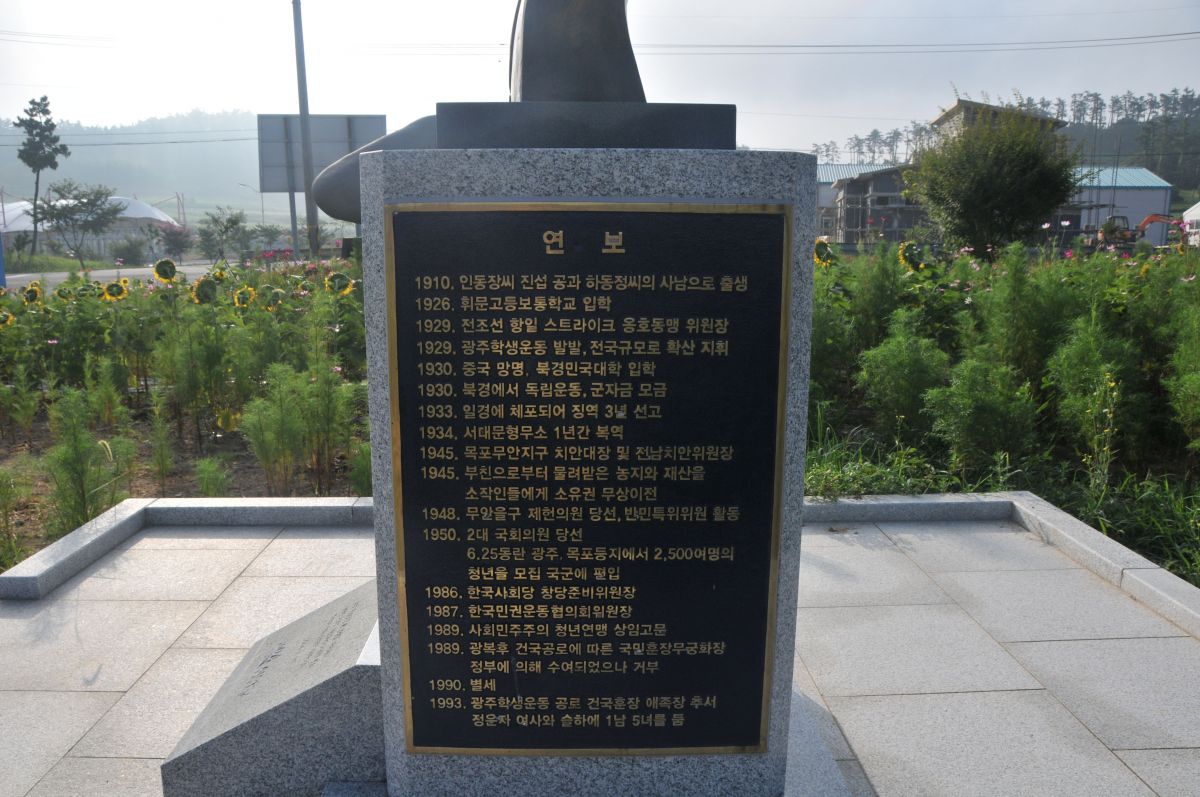 연 보
1910. 인동장씨 진섭 공과 하동정씨의 사남으로 출생
1926. 휘문고등보통학교 입학
1929. 전조선 항일 스트라이크 옹호동맹 위원장
1929. 광주학생운동 발발, 전국규모로 확산 지휘
1930. 중국 망명, 북경민국대학 입학
1930. 북경에서 독립운동, 군자금 모금
1933. 일경에 체포되어 징역 3년 선고
1934. 서대문형무소 1년간 복역
1945. 목포무안지구 치안대장 및 전남치안위원장
1945. 부친으로부터 물려받은 농지와 재산을
소작인들에게 소유권 무상이전
1948. 무안을구 제헌의원 당선, 반민특위위원 활동
1950. 2대 국회의원 당선
6.25동란 광주, 목포등지에서 2,500여명의
청년을 모집 국군에 편입
1986. 한국사회당 창당준비위원장
1987. 한국민권운동협의회위원장
1989. 사회민주주의 청년연맹 상임고문
1989. 광복후 건국공로에 따른 국민훈장무궁화장
정부에 의해 수여되었으나 거부
1990. 별세
1993. 광주학생운동 공로 건국훈장 애족장 추서
정운자 여사와 슬하에 1남 5녀를 둠